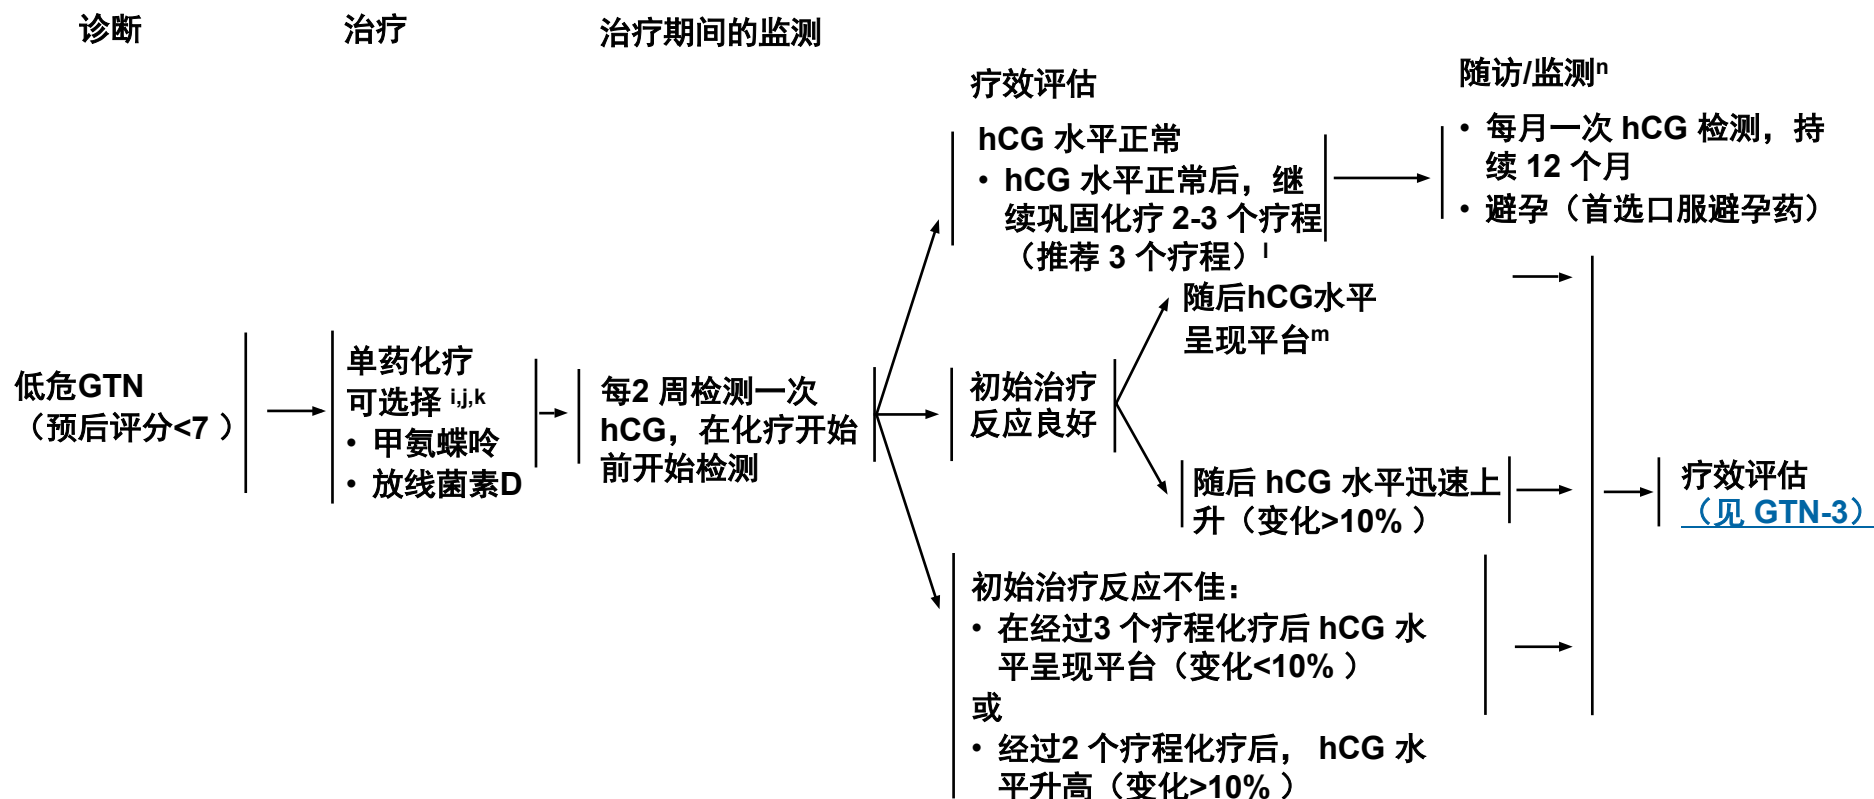 诊断
治疗
治疗期间的监测
疗效评估
hCG 水平正常
• hCG 水平正常后，继
续巩固化疗 2-3 个疗程
（推荐 3 个疗程）l
随访/监测n
• 每月一次 hCG 检测，持
续 12 个月
• 避孕（首选口服避孕药）
低危GTN
（预后评分<7 ）
单药化疗
可选择 i,j,k
• 甲氨蝶呤
• 放线菌素D
每2 周检测一次
hCG，在化疗开始
前开始检测
初始治疗
反应良好
随后hCG水平
呈现平台m
随后 hCG 水平迅速上
升（变化>10% ）
初始治疗反应不佳：
• 在经过3 个疗程化疗后 hCG 水
平呈现平台（变化<10% ）
或
• 经过2 个疗程化疗后， hCG 水
平升高（变化>10% ）
疗效评估
（见 GTN-3）